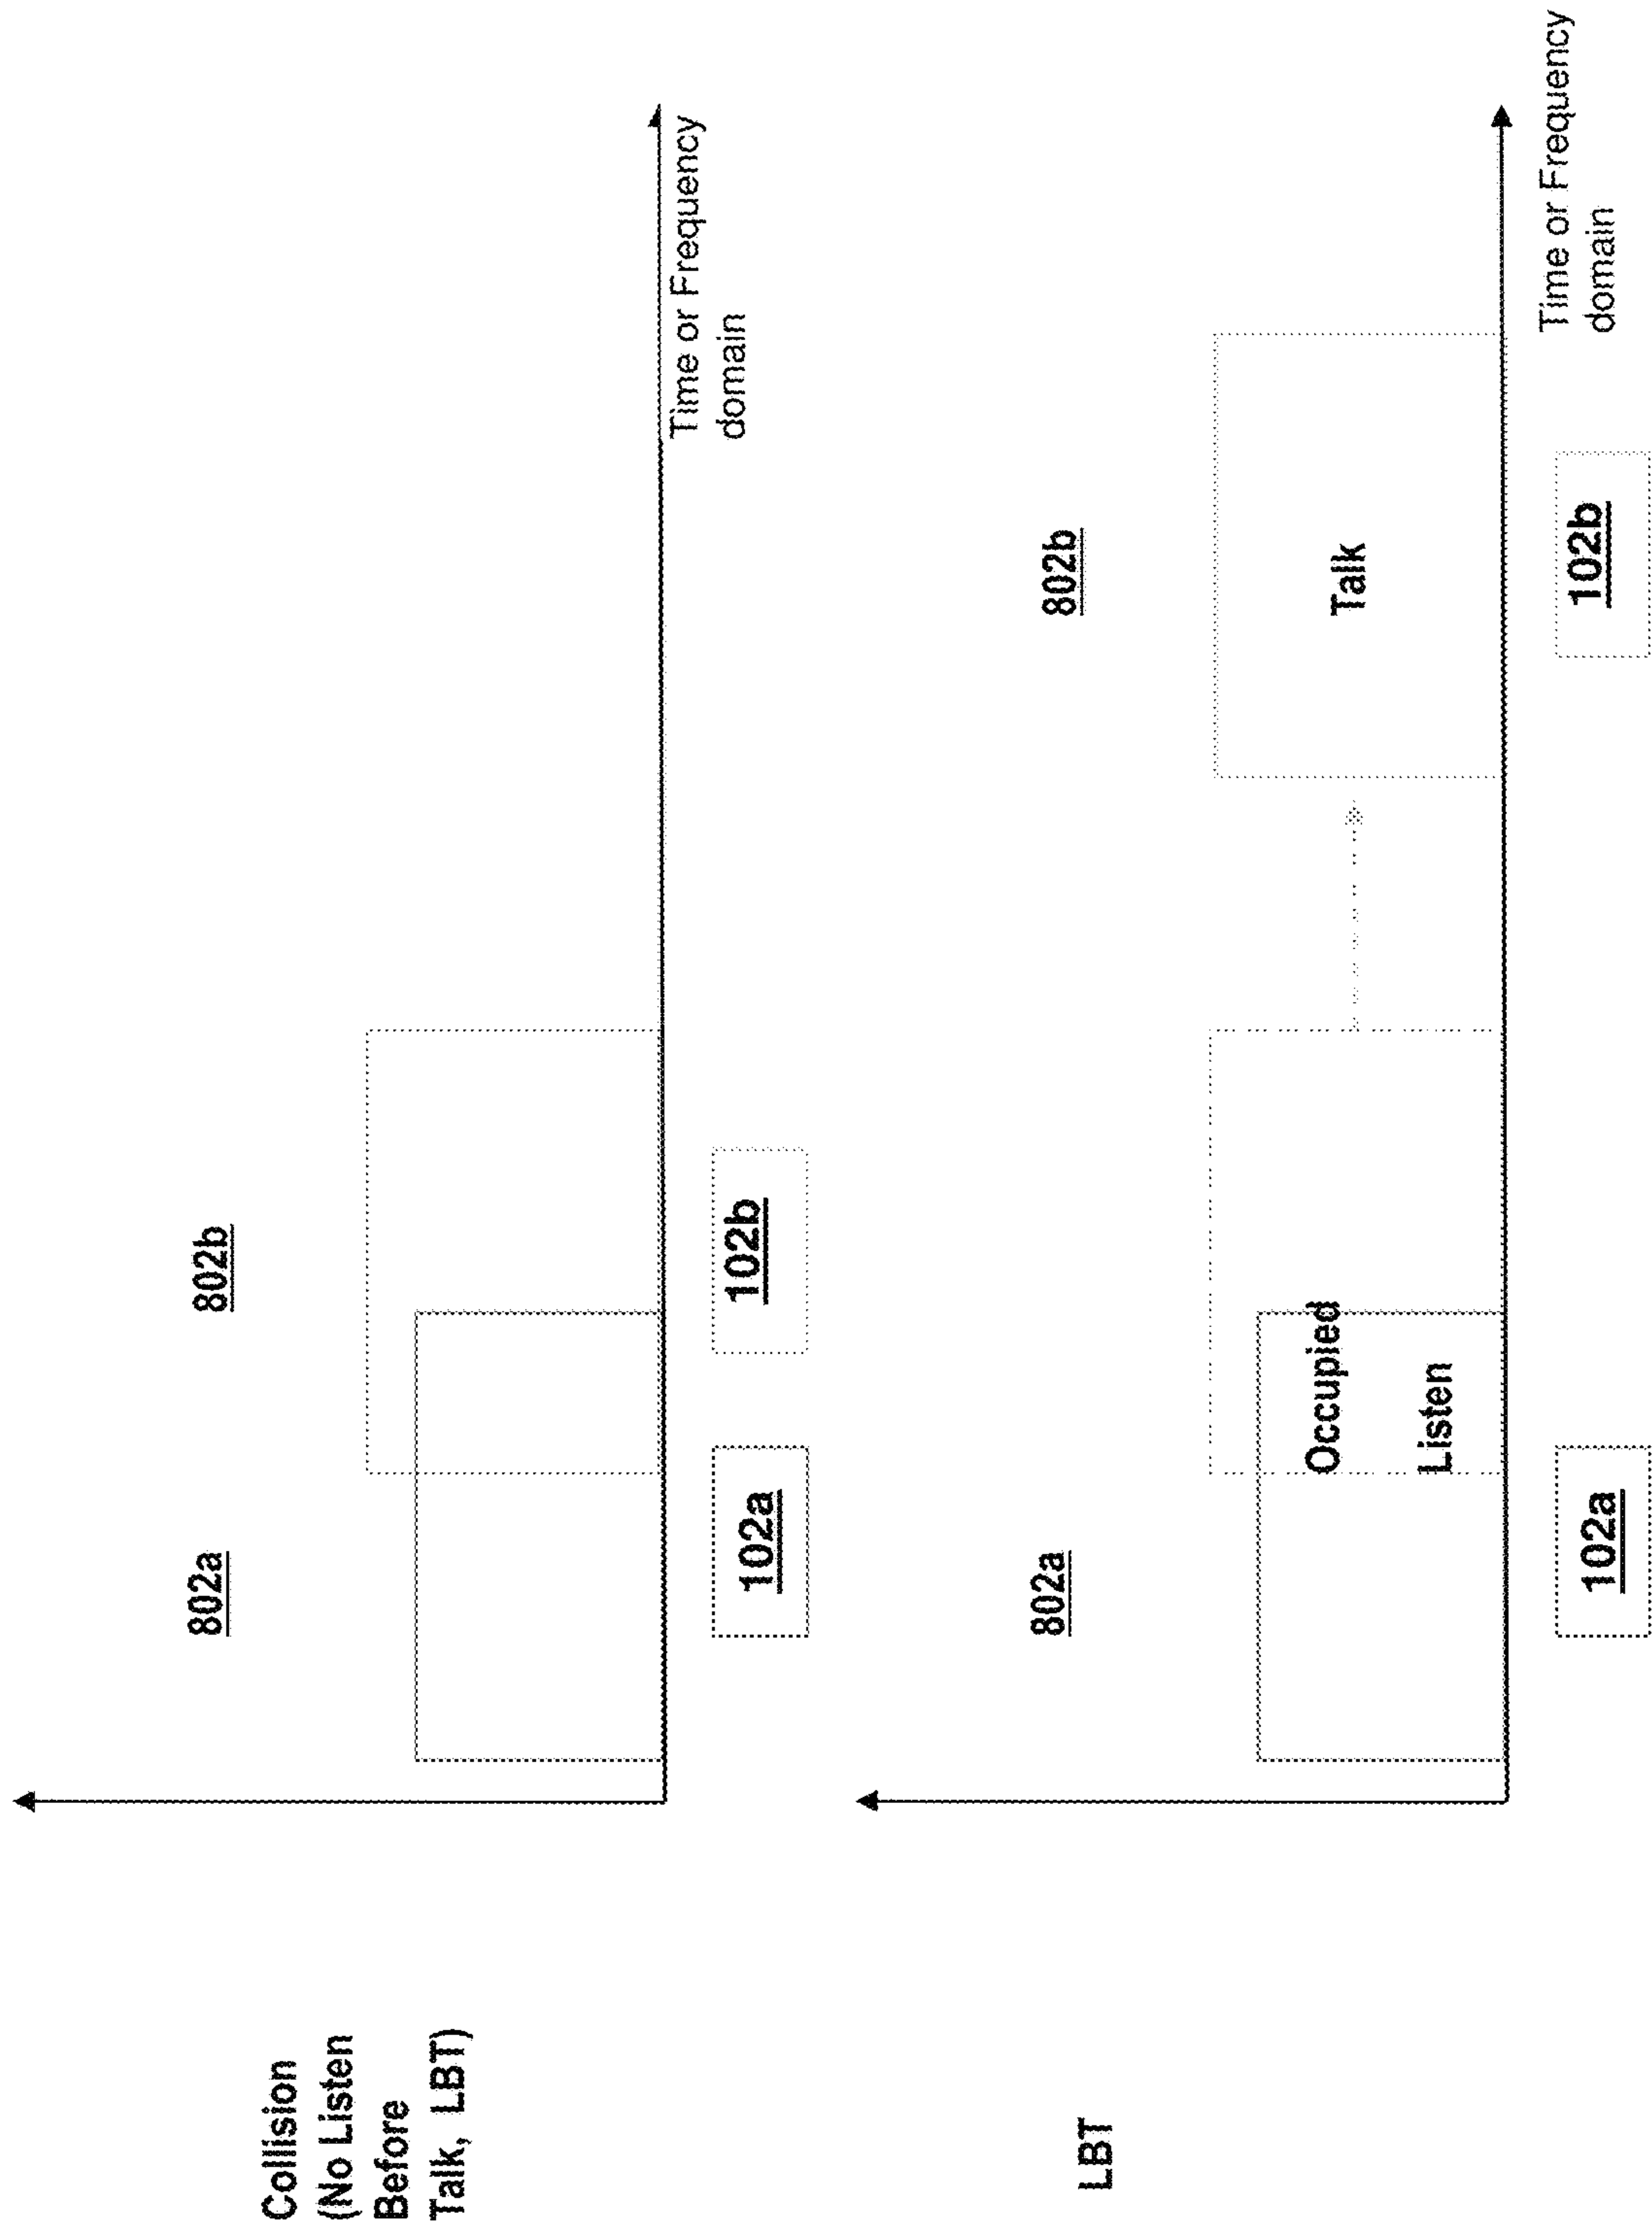 Collision
(No Listen
Before
Talk, LBT)
802a
802b
102a
102b
Time or Frequency
domain
LBT
802a
802b
Occupied
Listen
Talk
102a
102b
Time or Frequency
domain